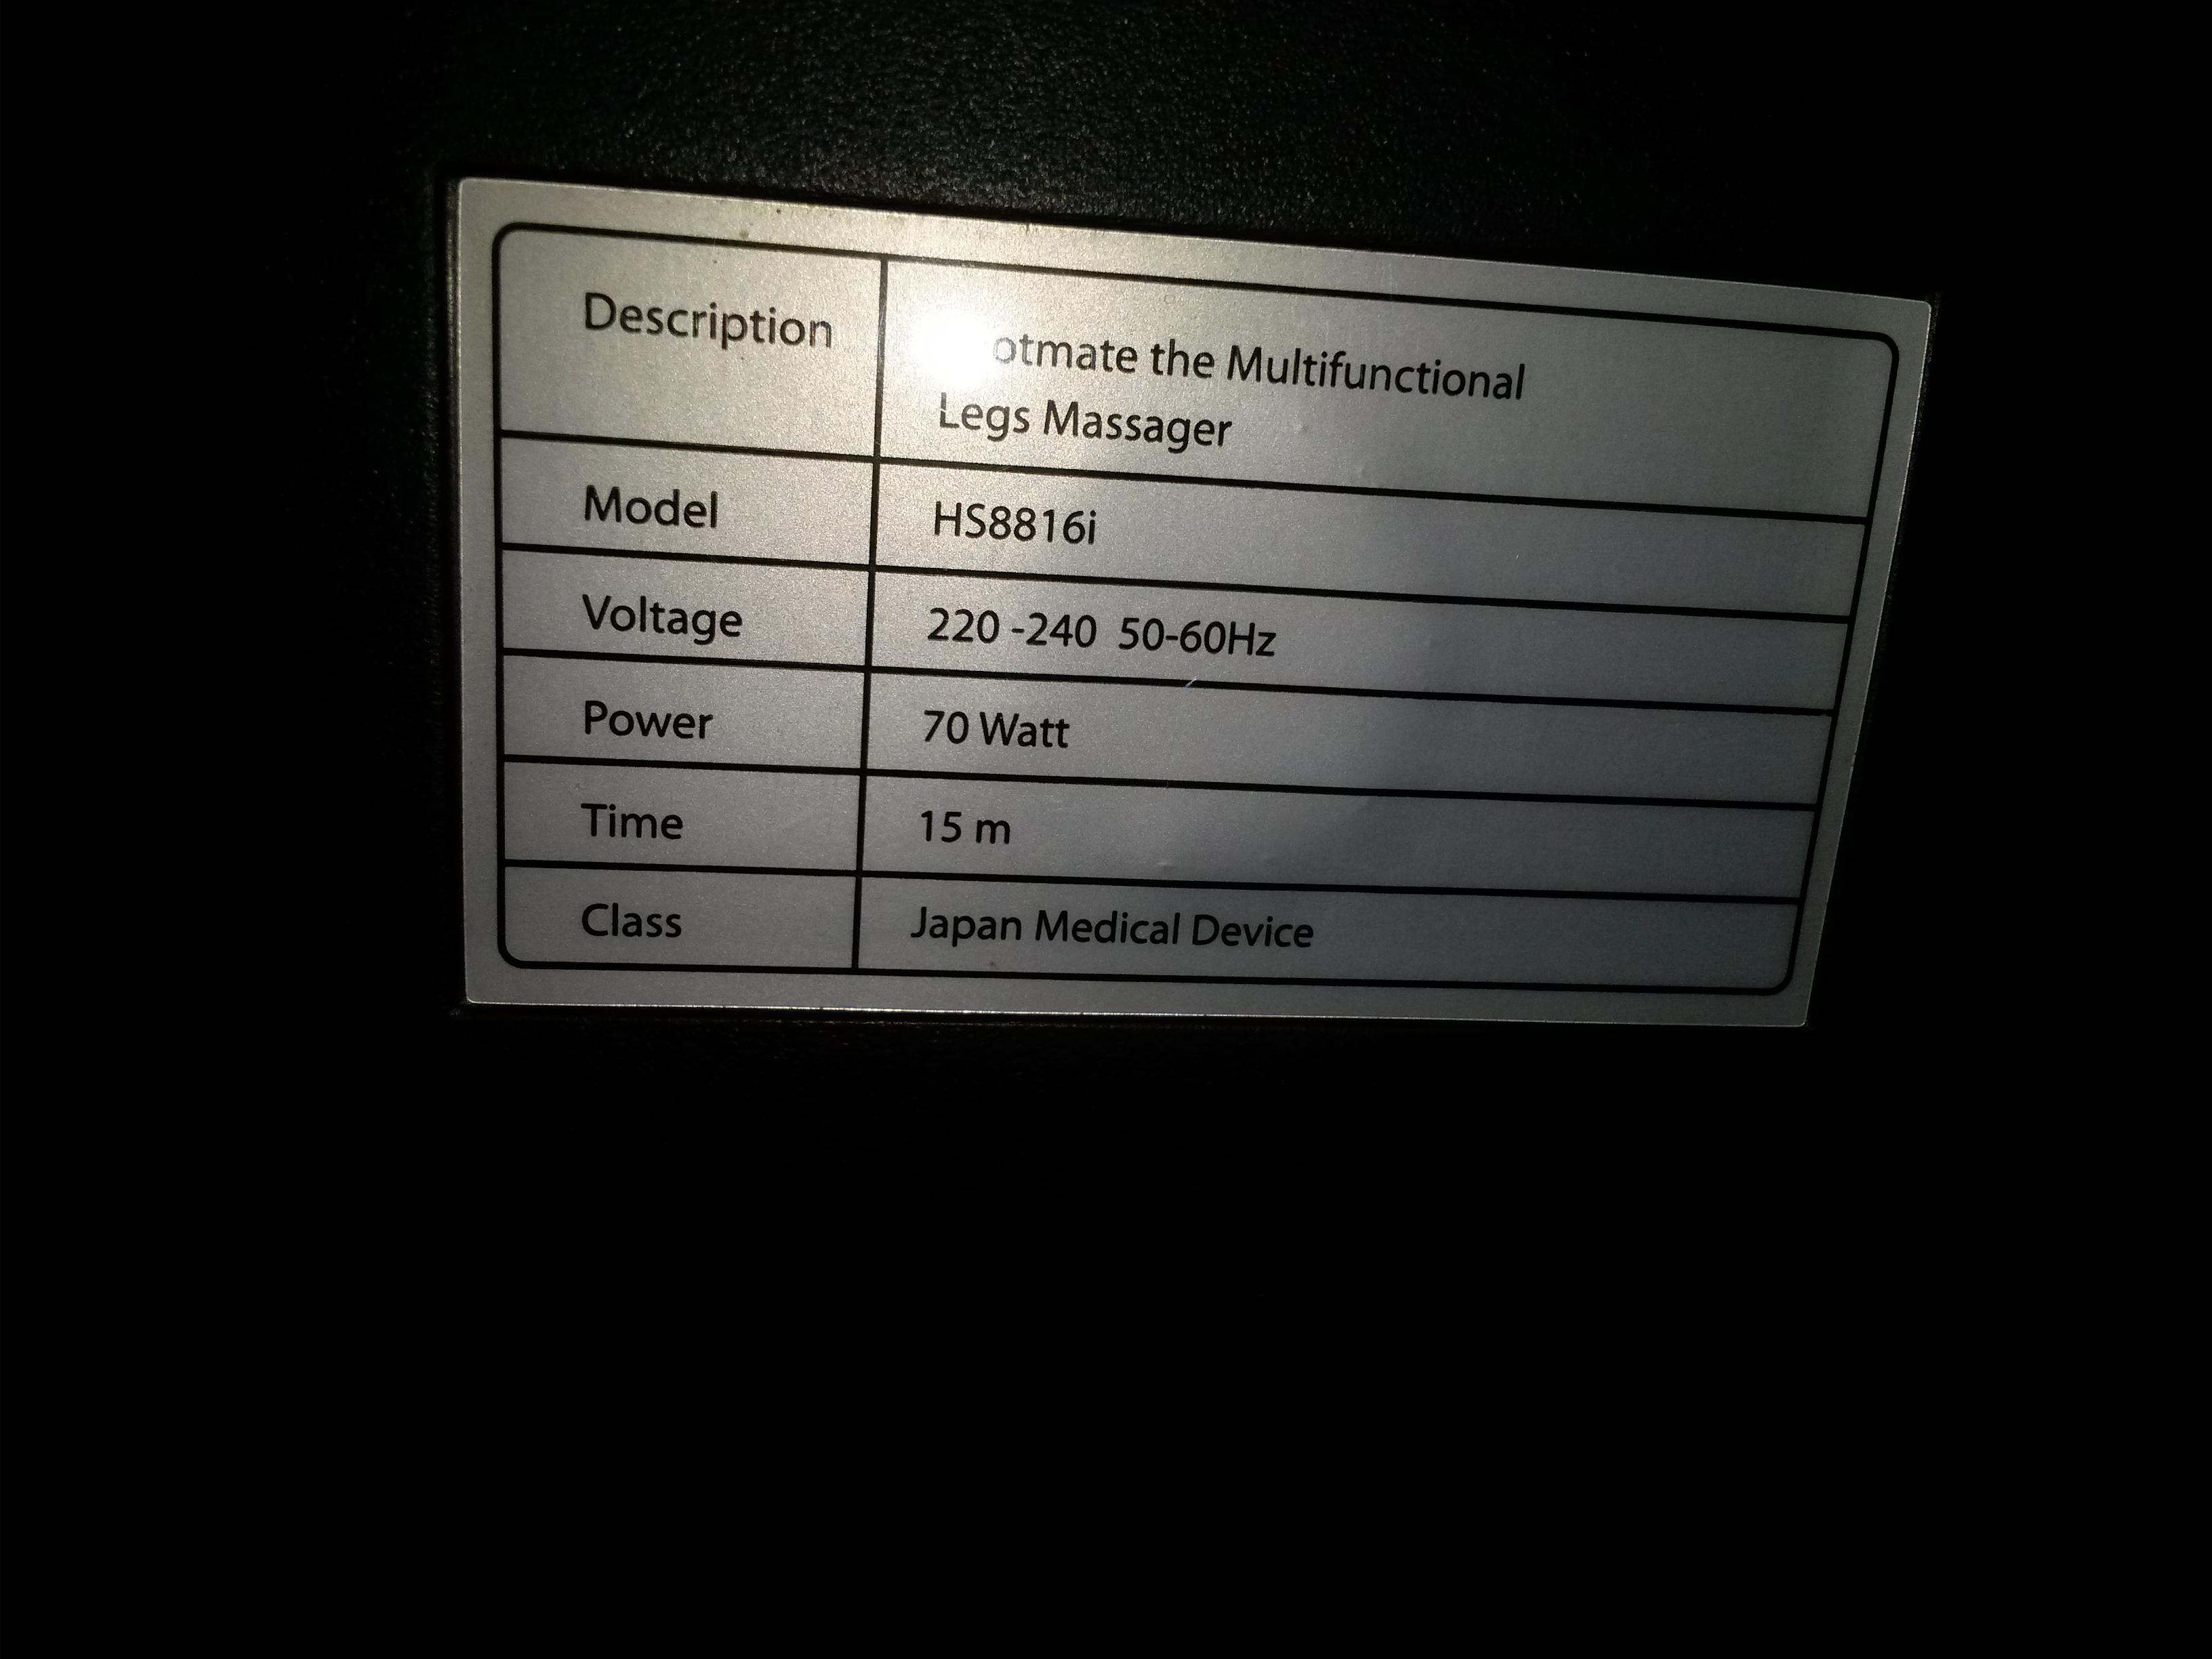 Description
otmate the Multifunctional
Legs Massager
Model HS8816i
Voltage 220 -240 50-60Hz
Power 70 Watt
Time 15 m
Class Japan Medical Device